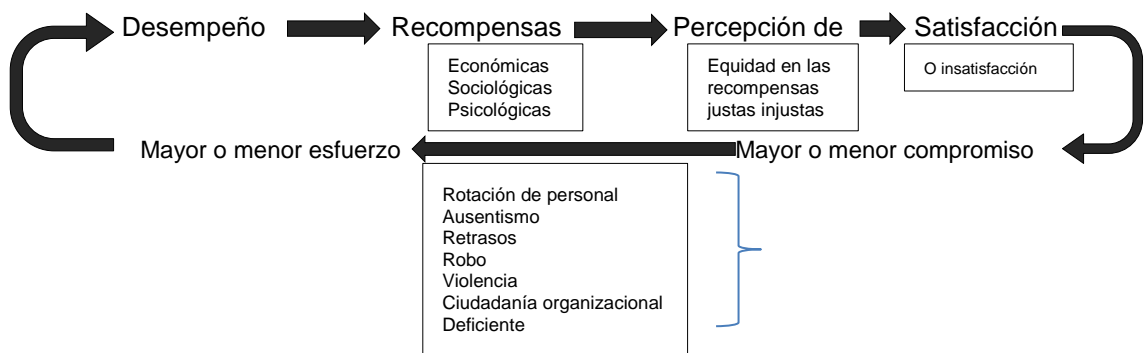 Desempeño
Recompensas
Percepción de
Satisfacción
Económicas
Sociológicas
Psicológicas
Equidad en las
recompensas
justas injustas
O insatisfacción
Mayor o menor esfuerzo
Mayor o menor compromiso
Rotación de personal
Ausentismo
Retrasos
Robo
Violencia
Ciudadanía organizacional
Deficiente